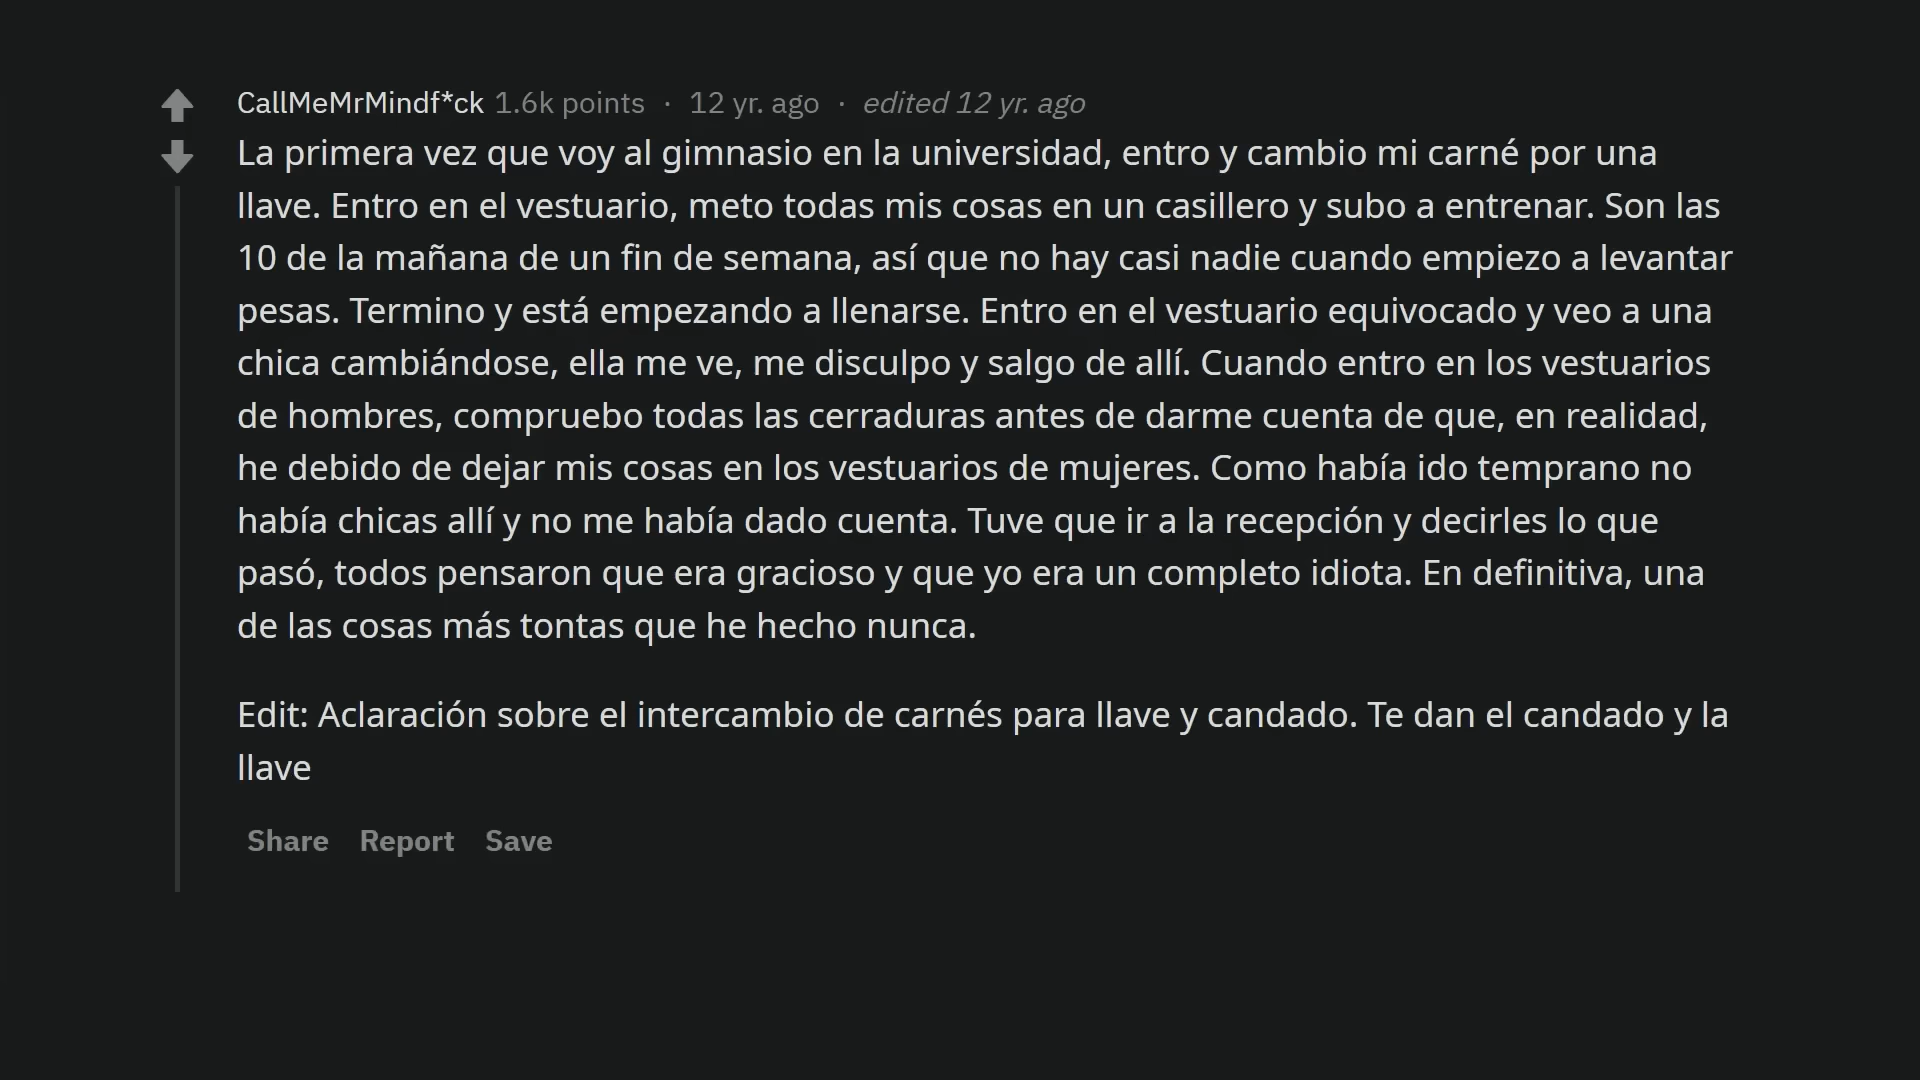 CallMeMrMindf*ck 1.6k points · 12 yr. ago · edited 12 yr. ago
La primera vez que voy al gimnasio en la universidad, entro y cambio mi carné por una
llave. Entro en el vestuario, meto todas mis cosas en un casillero y subo a entrenar. Son las
10 de la mañana de un fin de semana, así que no hay casi nadie cuando empiezo a levantar
pesas. Termino y está empezando a llenarse. Entro en el vestuario equivocado y veo a una
chica cambiándose, ella me ve, me disculpo y salgo de allí. Cuando entro en los vestuarios
de hombres, compruebo todas las cerraduras antes de darme cuenta de que, en realidad,
he debido de dejar mis cosas en los vestuarios de mujeres. Como había ido temprano no
había chicas allí y no me había dado cuenta. Tuve que ir a la recepción y decirles lo que
pasó, todos pensaron que era gracioso y que yo era un completo idiota. En definitiva, una
de las cosas más tontas que he hecho nunca.
Edit: Aclaración sobre el intercambio de carnés para llave y candado. Te dan el candado y la
llave
Share Report Save